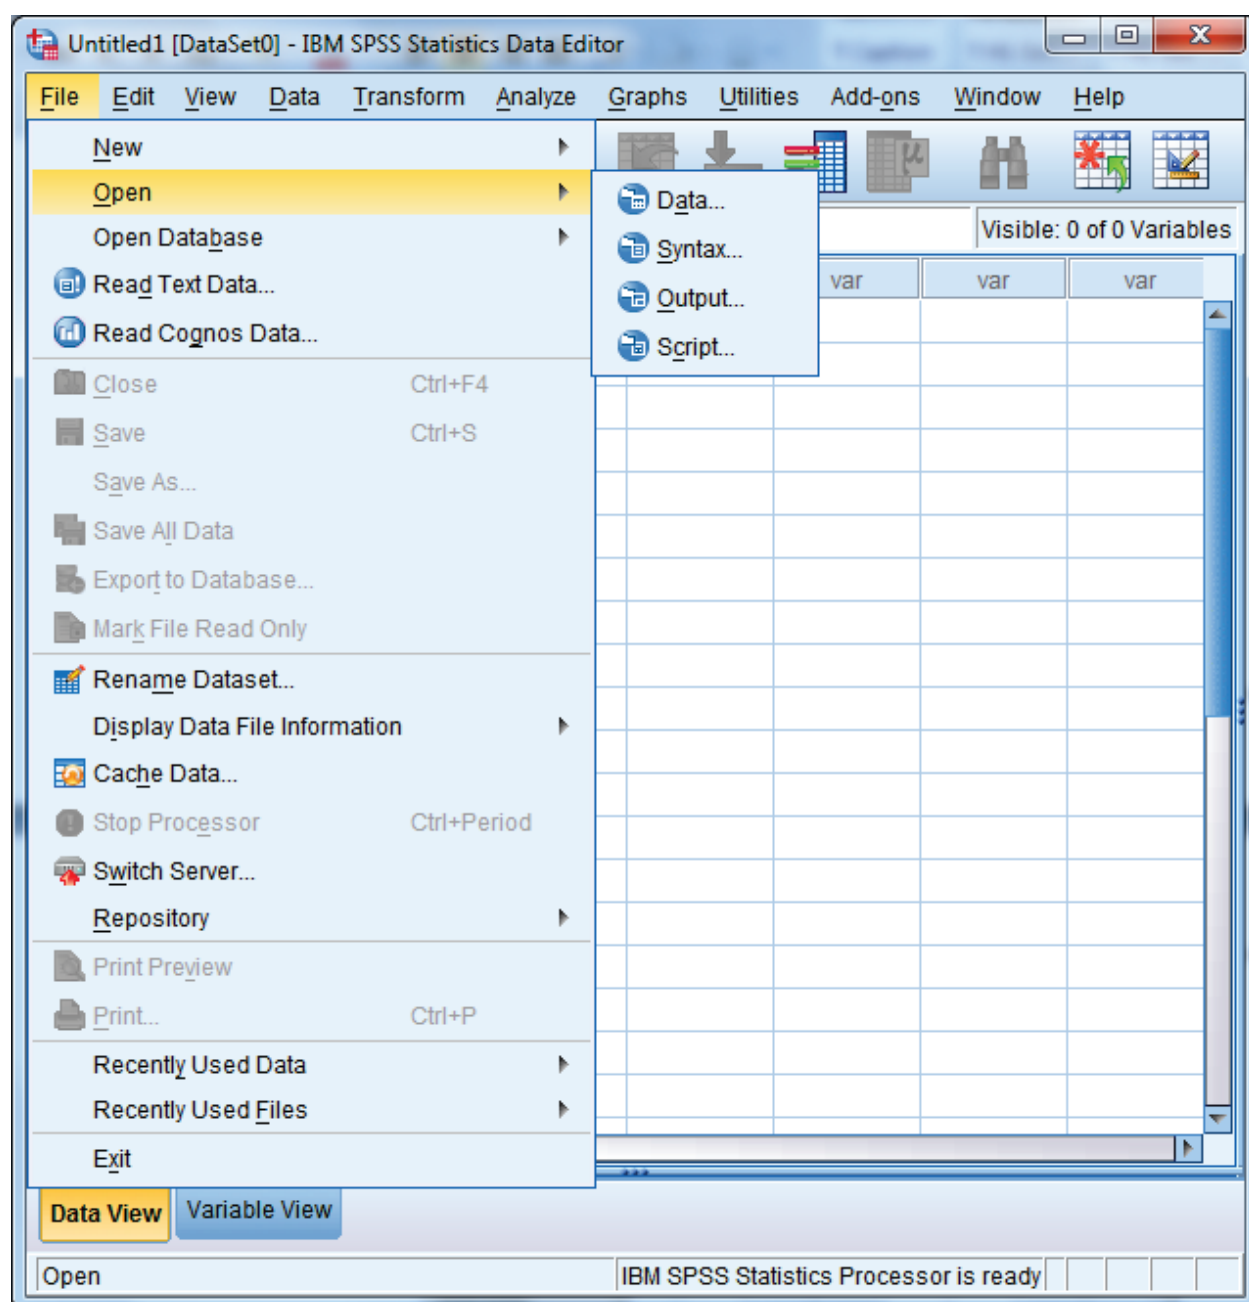 Untitled1 [DataSet0] - IBM SPSS Statistics Data Editor
File Edit View Data Transform Analyze Graphs Utilities Add-ons Window Help
New
Open
Open Database
Read Text Data...
Read Cognos Data...
Close Ctrl+F4
Save Ctrl+S
Save As...
Save All Data
Export to Database...
Mark File Read Only
Rename Dataset...
Display Data File Information
Cache Data...
Stop Processor Ctrl+Period
Switch Server...
Repository
Print Preview
Print... Ctrl+P
Recently Used Data
Recently Used Files
Exit
Data...
Syntax...
Output...
Script...
Visible: 0 of 0 Variables
var var var
Data View Variable View
Open IBM SPSS Statistics Processor is ready